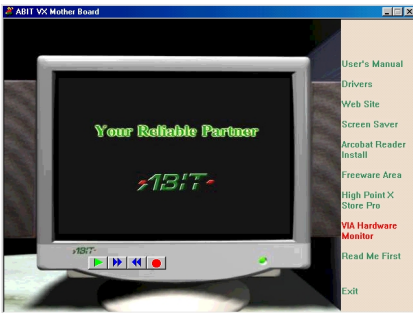 ABIT VX Mother Board
Your Reliable Partner
ABIT
ABIT
User's Manual
Drivers
Web Site
Screen Saver
Arcobat Reader
Install
Freeware Area
High Point X
Store Pro
VIA Hardware
Monitor
Read Me First
Exit